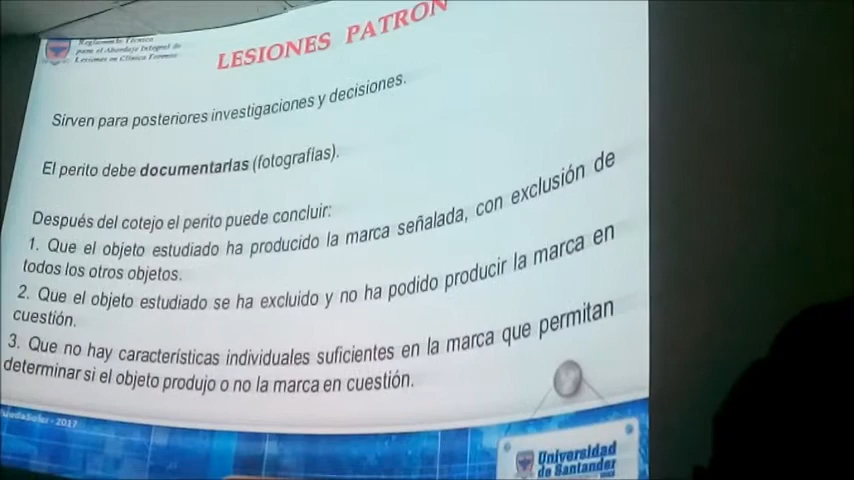 Reglamento Técnico
para el Abordaje Integral de
Lesiones en Clínica Forense
LESIONES PATRON
Sirven para posteriores investigaciones y decisiones.
El perito debe documentarlas (fotografías).
Después del cotejo el perito puede concluir:
1. Que el objeto estudiado ha producido la marca señalada, con exclusión de
todos los otros objetos.
2. Que el objeto estudiado se ha excluido y no ha podido producir la marca en
cuestión.
3. Que no hay características individuales suficientes en la marca que permitan
determinar si el objeto produjo o no la marca en cuestión.
- 2017
Universidad
de Santander